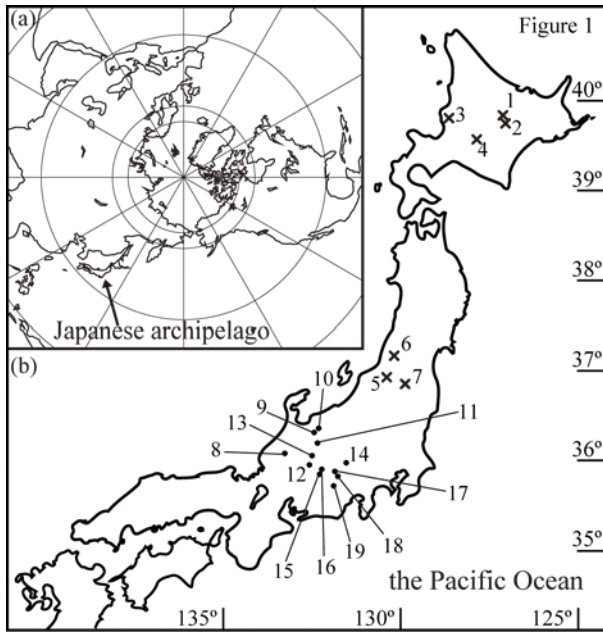 (a)
Figure 1
Japanese archipelago
(b)
40º
39º
38º
37º
36º
35º
1
2
3
4
5
6
7
8
9
10
11
12
13
14
15
16
17
18
19
the Pacific Ocean
135º
130º
125º